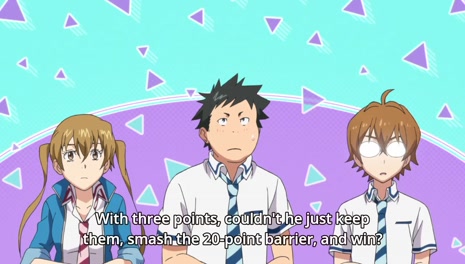 With three points, couldn't he just keep
them, smash the 20-point barrier, and win?